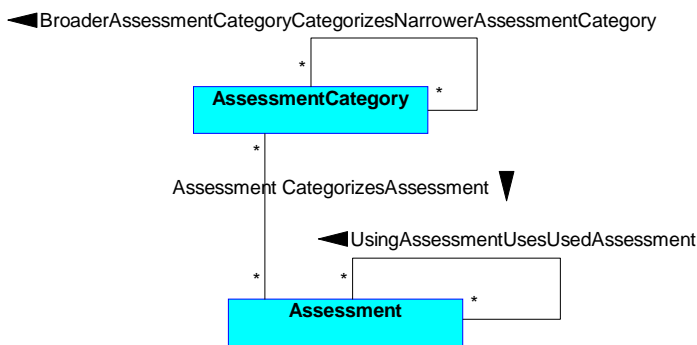 BroaderAssessmentCategoryCategorizesNarrowerAssessmentCategory
*
*
AssessmentCategory
*
Assessment CategorizesAssessment
UsingAssessmentUsesUsedAssessment
*
*
*
Assessment